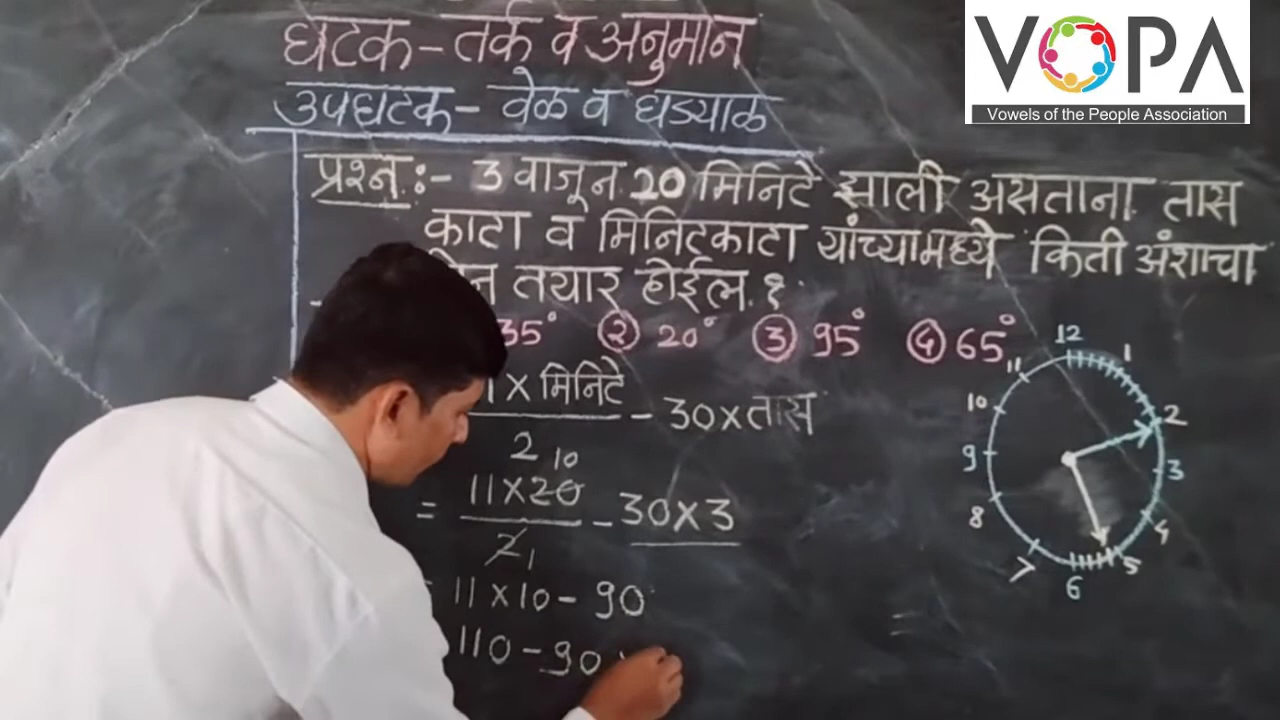 घटक - तर्क व अनुमान
उपघटक - वेळ व घड्याळ
VOPA
Vowels of the People Association
प्रश्न :- 3 वाजून 20 मिनिटे झाली असताना तास
काटा व मिनिटकाटा यांच्यामध्ये किती अंशाचा
तयार होईल ?
35° ② 20° ③ 95° ④ 65°
1 × मिनिटे
- 30 × तास
2
10
= 11 × 20 - 30 × 3
2 1
= 11 × 10 - 90
110 - 90
=
12
1
2
3
4
5
6
7
8
9
10
11